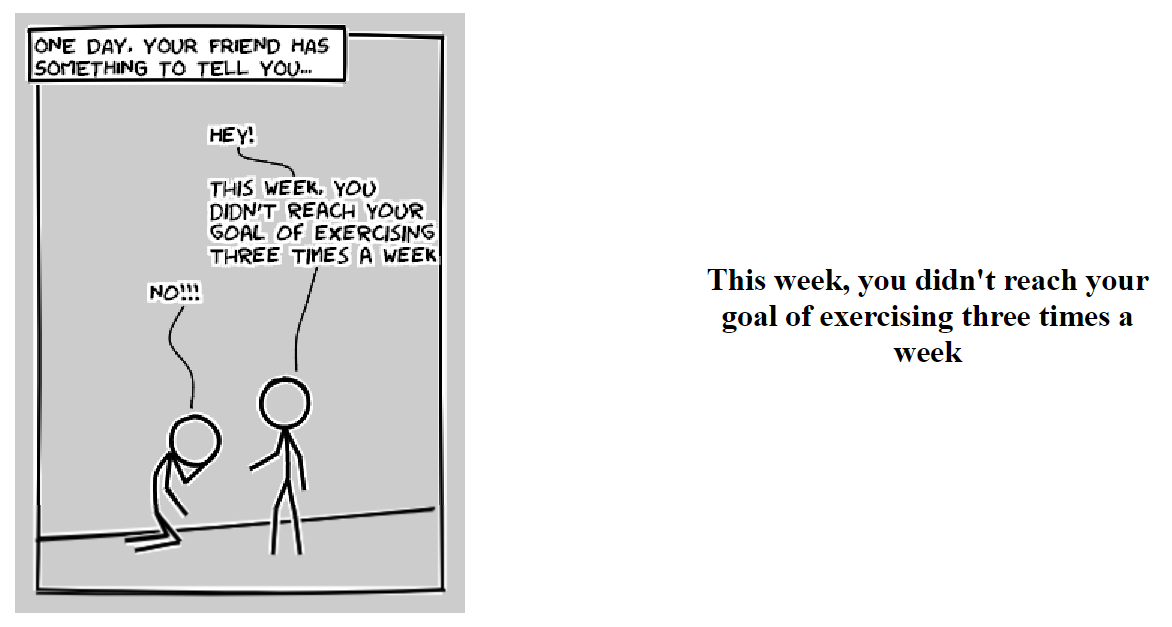 ONE DAY, YOUR FRIEND HAS
SOMETHING TO TELL YOU...
HEY!
THIS WEEK, YOU
DIDN'T REACH YOUR
GOAL OF EXERCISING
THREE TIMES A WEEK
NO!!!
This week, you didn't reach your
goal of exercising three times a
week